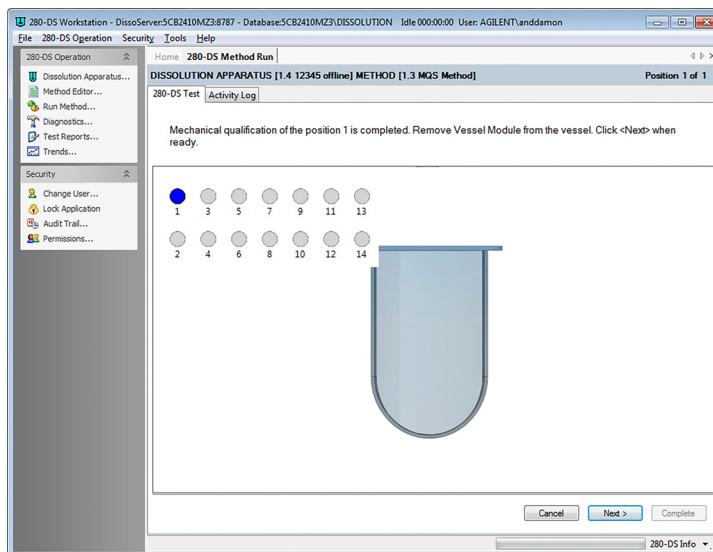 280-DS Workstation - DissoServer:5CB2410MZ3:8787 - Database:5CB2410MZ3\DISSOLUTION Idle 000:00:00 User: AGILENT\anddamon
File 280-DS Operation Security Tools Help
280-DS Operation
Dissolution Apparatus...
Method Editor...
Run Method...
Diagnostics...
Test Reports...
Trends...
Security
Change User...
Lock Application
Audit Trail...
Permissions...
Home 280-DS Method Run
DISSOLUTION APPARATUS [1.4 12345 offline] METHOD [1.3 MQS Method] Position 1 of 1
280-DS Test Activity Log
Mechanical qualification of the position 1 is completed. Remove Vessel Module from the vessel. Click <Next> when
ready.
1 3 5 7 9 11 13
2 4 6 8 10 12 14
Cancel Next > Complete
280-DS Info